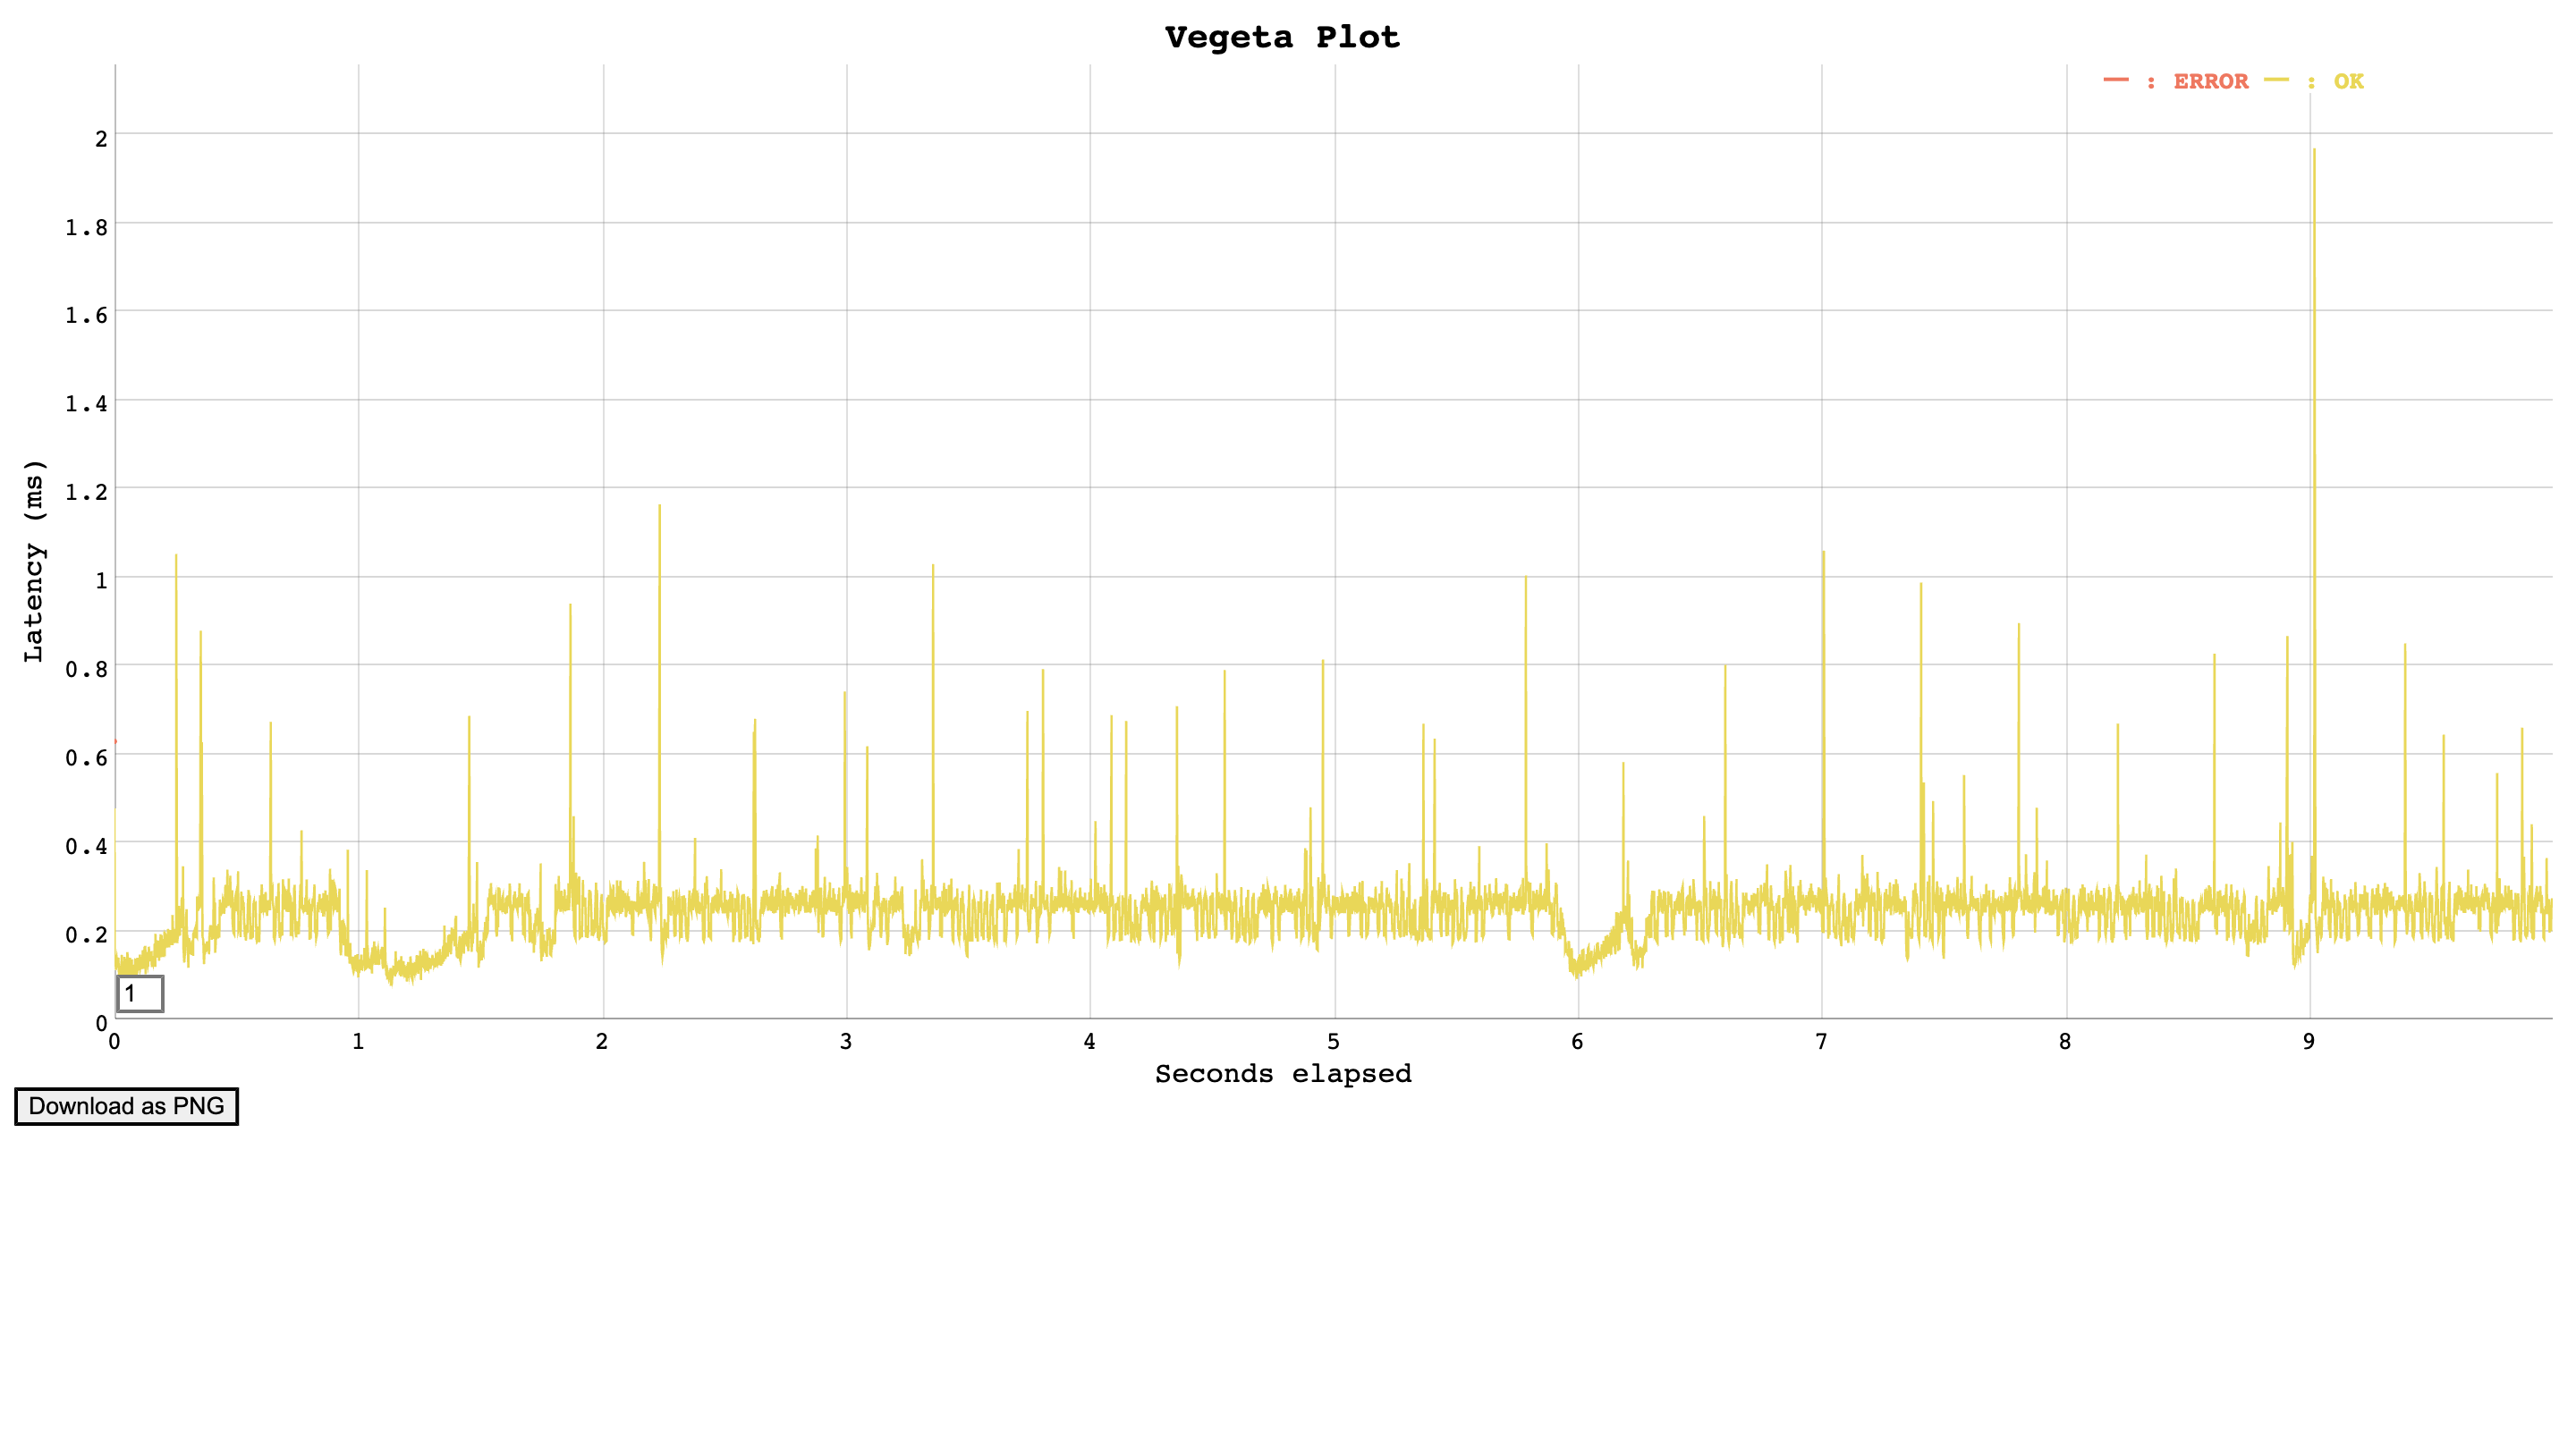 Vegeta Plot
— : ERROR — : OK
2
1.8
1.6
1.4
1.2
1
0.8
0.6
0.4
0.2
0
Latency (ms)
1
0 1 2 3 4 5 6 7 8 9
Seconds elapsed
Download as PNG